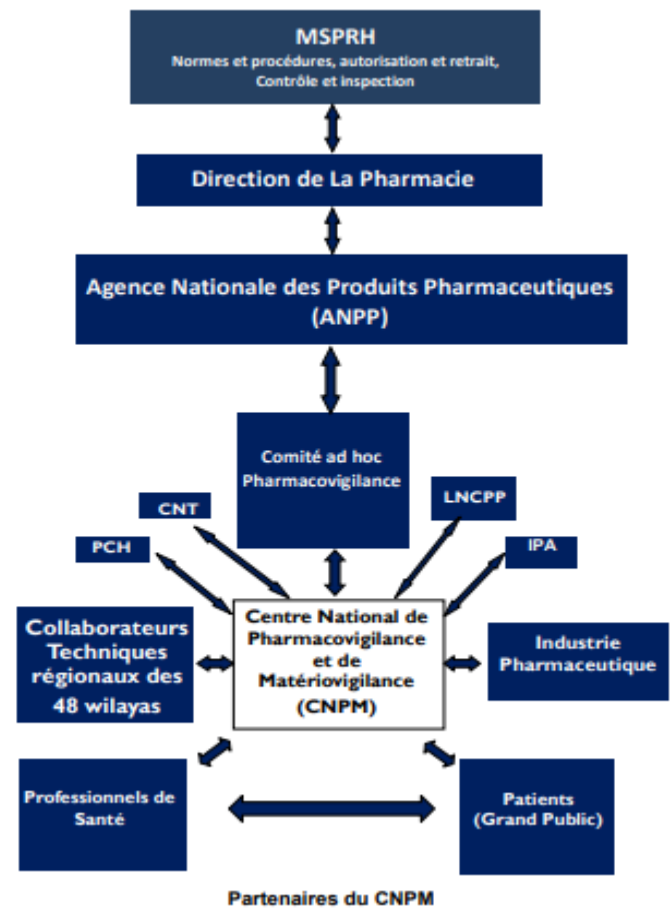 MSPRH
Normes et procédures, autorisation et retrait,
Contrôle et inspection
Direction de La Pharmacie
Agence Nationale des Produits Pharmaceutiques
(ANPP)
Comité ad hoc
Pharmacovigilance
CNT
LNCPP
PCH
IPA
Collaborateurs
Techniques
régionaux des
48 wilayas
Centre National de
Pharmacovigilance
et de
Matèriovigilance
(CNPM)
Industrie
Pharmaceutique
Professionnels de
Santé
Patients
(Grand Public)
Partenaires du CNPM